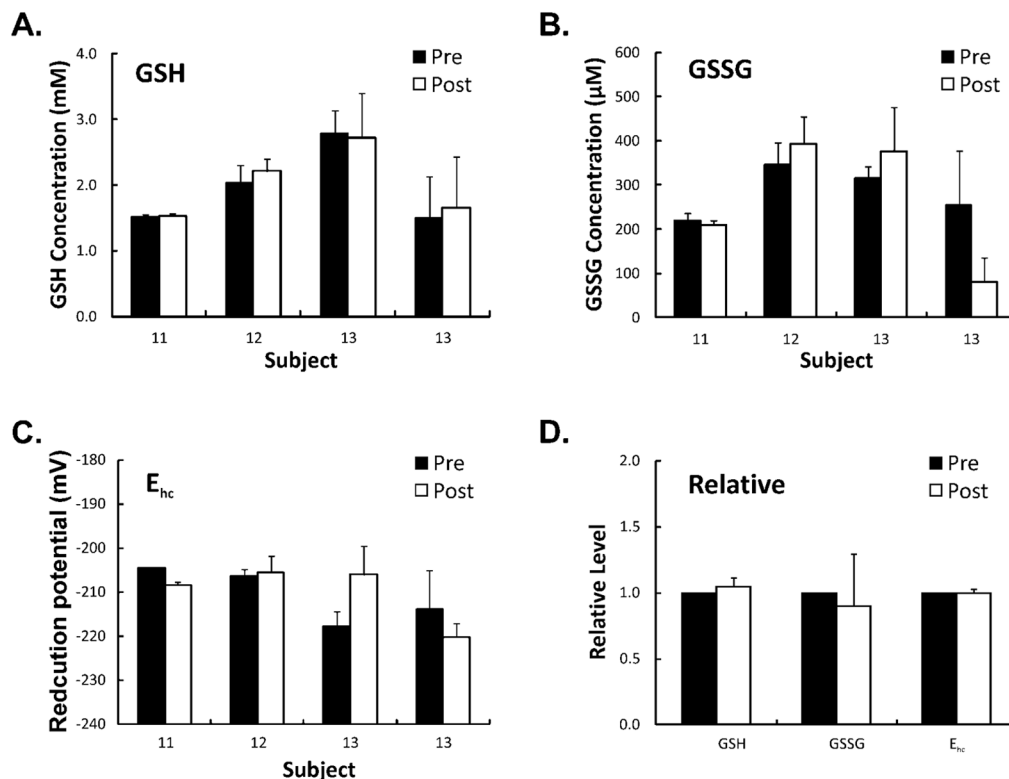 A.
GSH
Pre
Post
GSH Concentration (mM)
4.0
3.0
2.0
1.0
0.0
11 12 13 13
Subject
B.
GSSG
Pre
Post
GSSG Concentration (µM)
600
500
400
300
200
100
0
11 12 13 13
Subject
C.
Ehc
Pre
Post
Redcution potential (mV)
-180
-190
-200
-210
-220
-230
-240
11 12 13 13
Subject
D.
Relative
Pre
Post
Relative Level
2.0
1.5
1.0
0.5
0.0
GSH GSSG Ehc